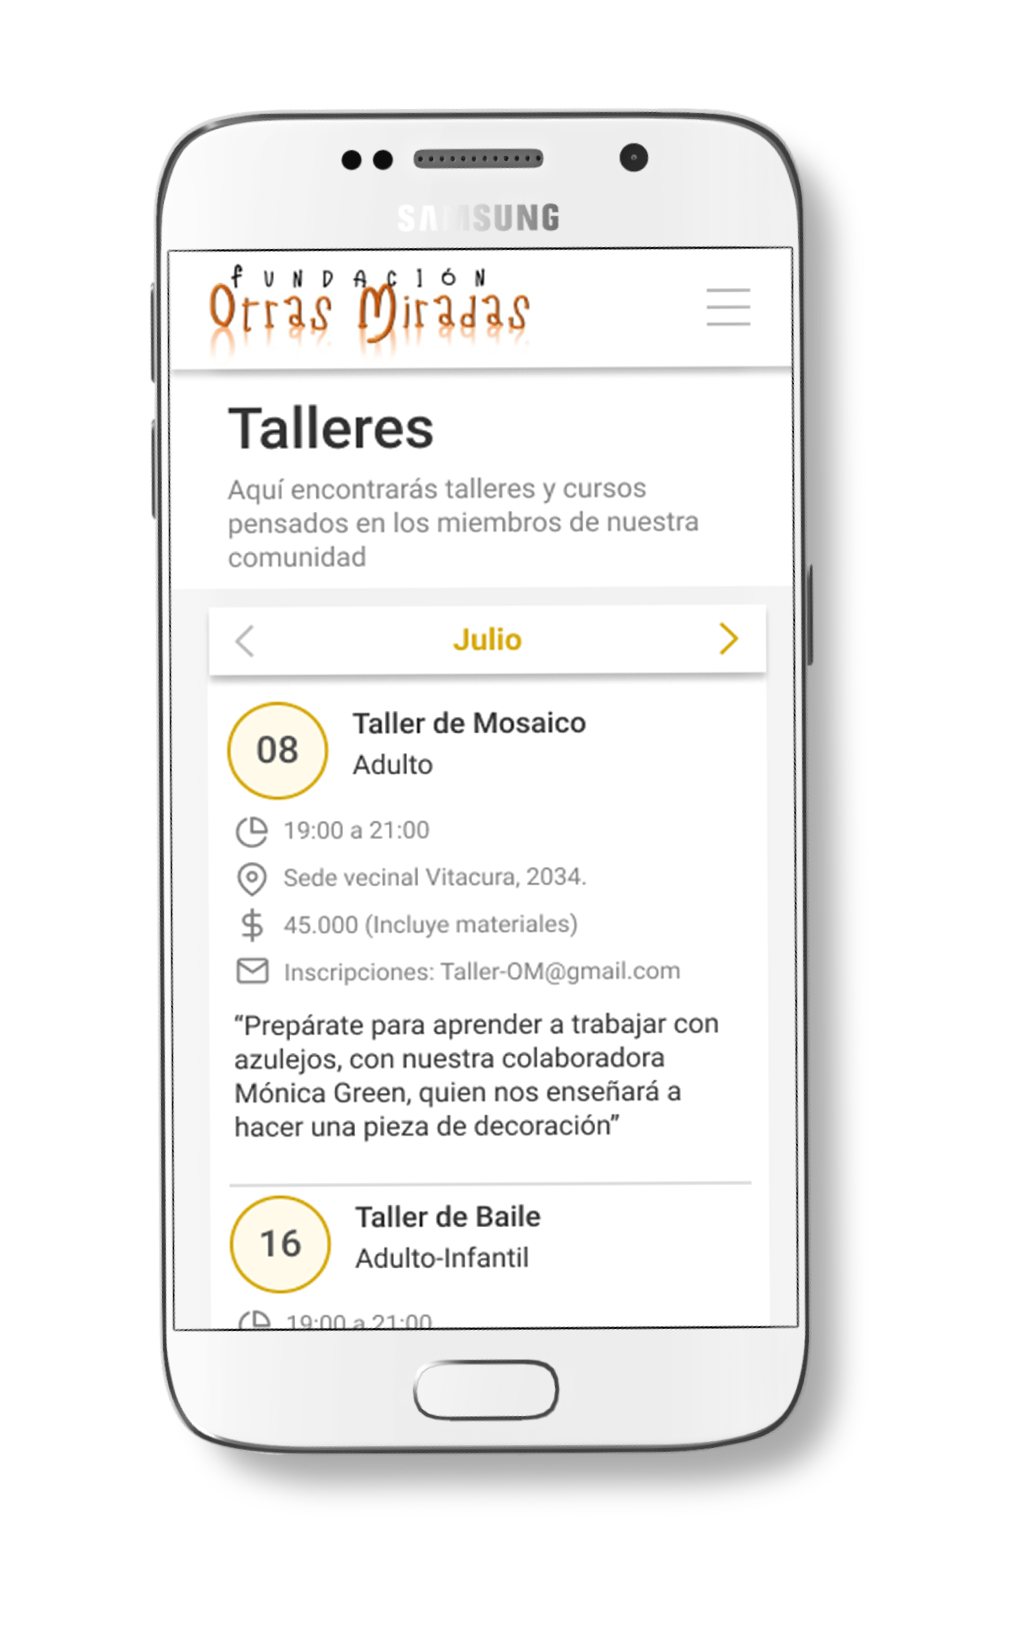 SAMSUNG
FUNDACIÓN
Otras Miradas
Talleres
Aquí encontrarás talleres y cursos
pensados en los miembros de nuestra
comunidad
Julio
08
Taller de Mosaico
Adulto
19:00 a 21:00
Sede vecinal Vitacura, 2034.
$ 45.000 (Incluye materiales)
Inscripciones: Taller-OM@gmail.com
“Prepárate para aprender a trabajar con
azulejos, con nuestra colaboradora
Mónica Green, quien nos enseñará a
hacer una pieza de decoración”
16
Taller de Baile
Adulto-Infantil
19:00 a 21:00